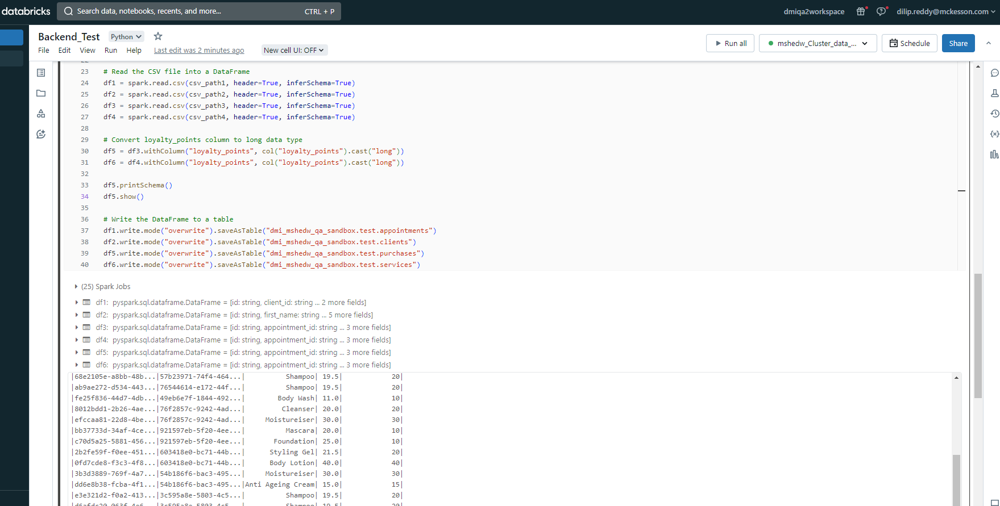 databricks
Search data, notebooks, recents, and more...
CTRL + P
dmiqa2workspace
dilip.reddy@mckesson.com
Backend_Test
Python
File Edit View Run Help
Last edit was 2 minutes ago
New cell UI: OFF
Run all
mshedw_Cluster_data_...
Schedule
Share
22
23 # Read the CSV file into a DataFrame
24 df1 = spark.read.csv(csv_path1, header=True, inferSchema=True)
25 df2 = spark.read.csv(csv_path2, header=True, inferSchema=True)
26 df3 = spark.read.csv(csv_path3, header=True, inferSchema=True)
27 df4 = spark.read.csv(csv_path4, header=True, inferSchema=True)
28
29 # Convert loyalty_points column to long data type
30 df5 = df3.withColumn("loyalty_points", col("loyalty_points").cast("long"))
31 df6 = df4.withColumn("loyalty_points", col("loyalty_points").cast("long"))
32
33 df5.printSchema()
34 df5.show()
35
36 # Write the DataFrame to a table
37 df1.write.mode("overwrite").saveAsTable("dmi_mshedw_qa_sandbox.test.appointments")
38 df2.write.mode("overwrite").saveAsTable("dmi_mshedw_qa_sandbox.test.clients")
39 df5.write.mode("overwrite").saveAsTable("dmi_mshedw_qa_sandbox.test.purchases")
40 df6.write.mode("overwrite").saveAsTable("dmi_mshedw_qa_sandbox.test.services")
(25) Spark Jobs
df1: pyspark.sql.dataframe.DataFrame = [id: string, client_id: string ... 2 more fields]
df2: pyspark.sql.dataframe.DataFrame = [id: string, first_name: string ... 5 more fields]
df3: pyspark.sql.dataframe.DataFrame = [id: string, appointment_id: string ... 3 more fields]
df4: pyspark.sql.dataframe.DataFrame = [id: string, appointment_id: string ... 3 more fields]
df5: pyspark.sql.dataframe.DataFrame = [id: string, appointment_id: string ... 3 more fields]
df6: pyspark.sql.dataframe.DataFrame = [id: string, appointment_id: string ... 3 more fields]
|68e2105e-a8bb-48b...|57b23971-74f4-464...| Shampoo| 19.5| 20|
|ab9ae272-d534-443...|76544614-e172-44f...| Shampoo| 19.5| 20|
|fe25f836-44d7-4db...|49eb6e7f-1844-492...| Body Wash| 11.0| 10|
|8012bdd1-2b26-4ae...|76f2857c-9242-4ad...| Cleanser| 20.0| 20|
|efccaa81-22d8-4be...|76f2857c-9242-4ad...| Moistureiser| 30.0| 30|
|bb37733d-34af-4ce...|921597eb-5f20-4ee...| Mascara| 20.0| 10|
|c70d5a25-5881-456...|921597eb-5f20-4ee...| Foundation| 25.0| 10|
|2b2fe59f-f0ee-451...|603418e0-bc71-44b...| Styling Gel| 21.5| 20|
|0fd7cde8-f3c3-4f8...|603418e0-bc71-44b...| Body Lotion| 40.0| 40|
|3b3d3889-769f-4a7...|54b186f6-bac3-495...| Moistureiser| 30.0| 30|
|dd6e8b38-fcba-4f1...|54b186f6-bac3-495...|Anti Ageing Cream| 15.0| 15|
|e3e321d2-f0a2-413...|3c595a8e-5803-4c5...| Shampoo| 19.5| 20|
|d6afdc20-063f-4e6...|3c595a8e-5803-4c5...| Shampoo| 19.5| 20|